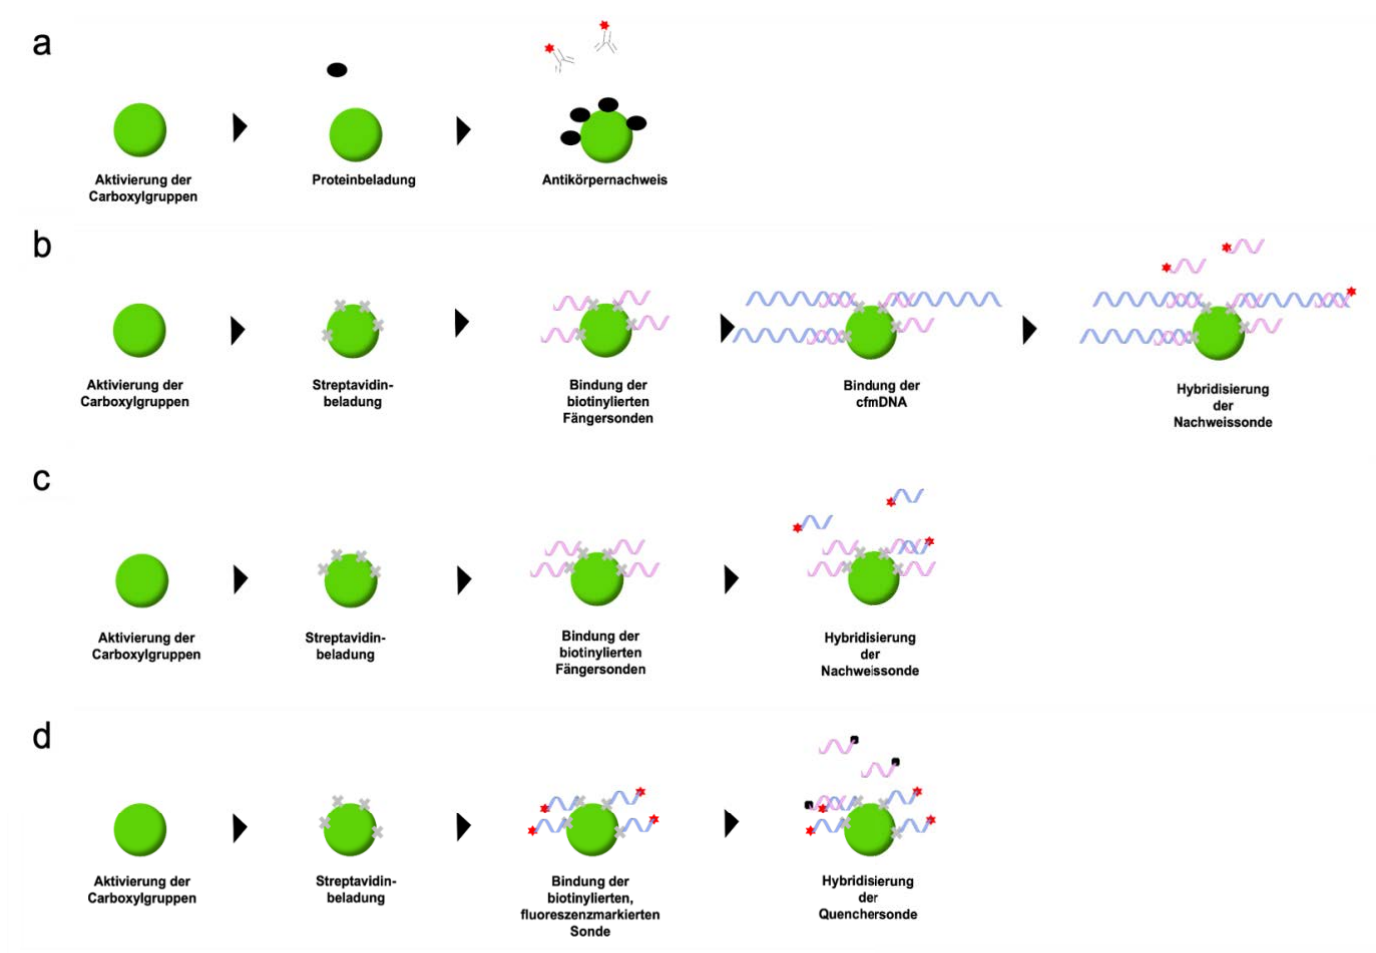 a
Aktivierung der
Carboxylgruppen
Proteinbeladung
Antikörpernachweis
b
Aktivierung der
Carboxylgruppen
Streptavidin-
beladung
Bindung der
biotinylierten
Fängersonden
Bindung der
cfmDNA
Hybridisierung
der
Nachweissonde
c
Aktivierung der
Carboxylgruppen
Streptavidin-
beladung
Bindung der
biotinylierten
Fängersonden
Hybridisierung
der
Nachweissonde
d
Aktivierung der
Carboxylgruppen
Streptavidin-
beladung
Bindung der
biotinylierten,
fluoreszenzmarkierten
Sonde
Hybridisierung
der
Quenchersonde